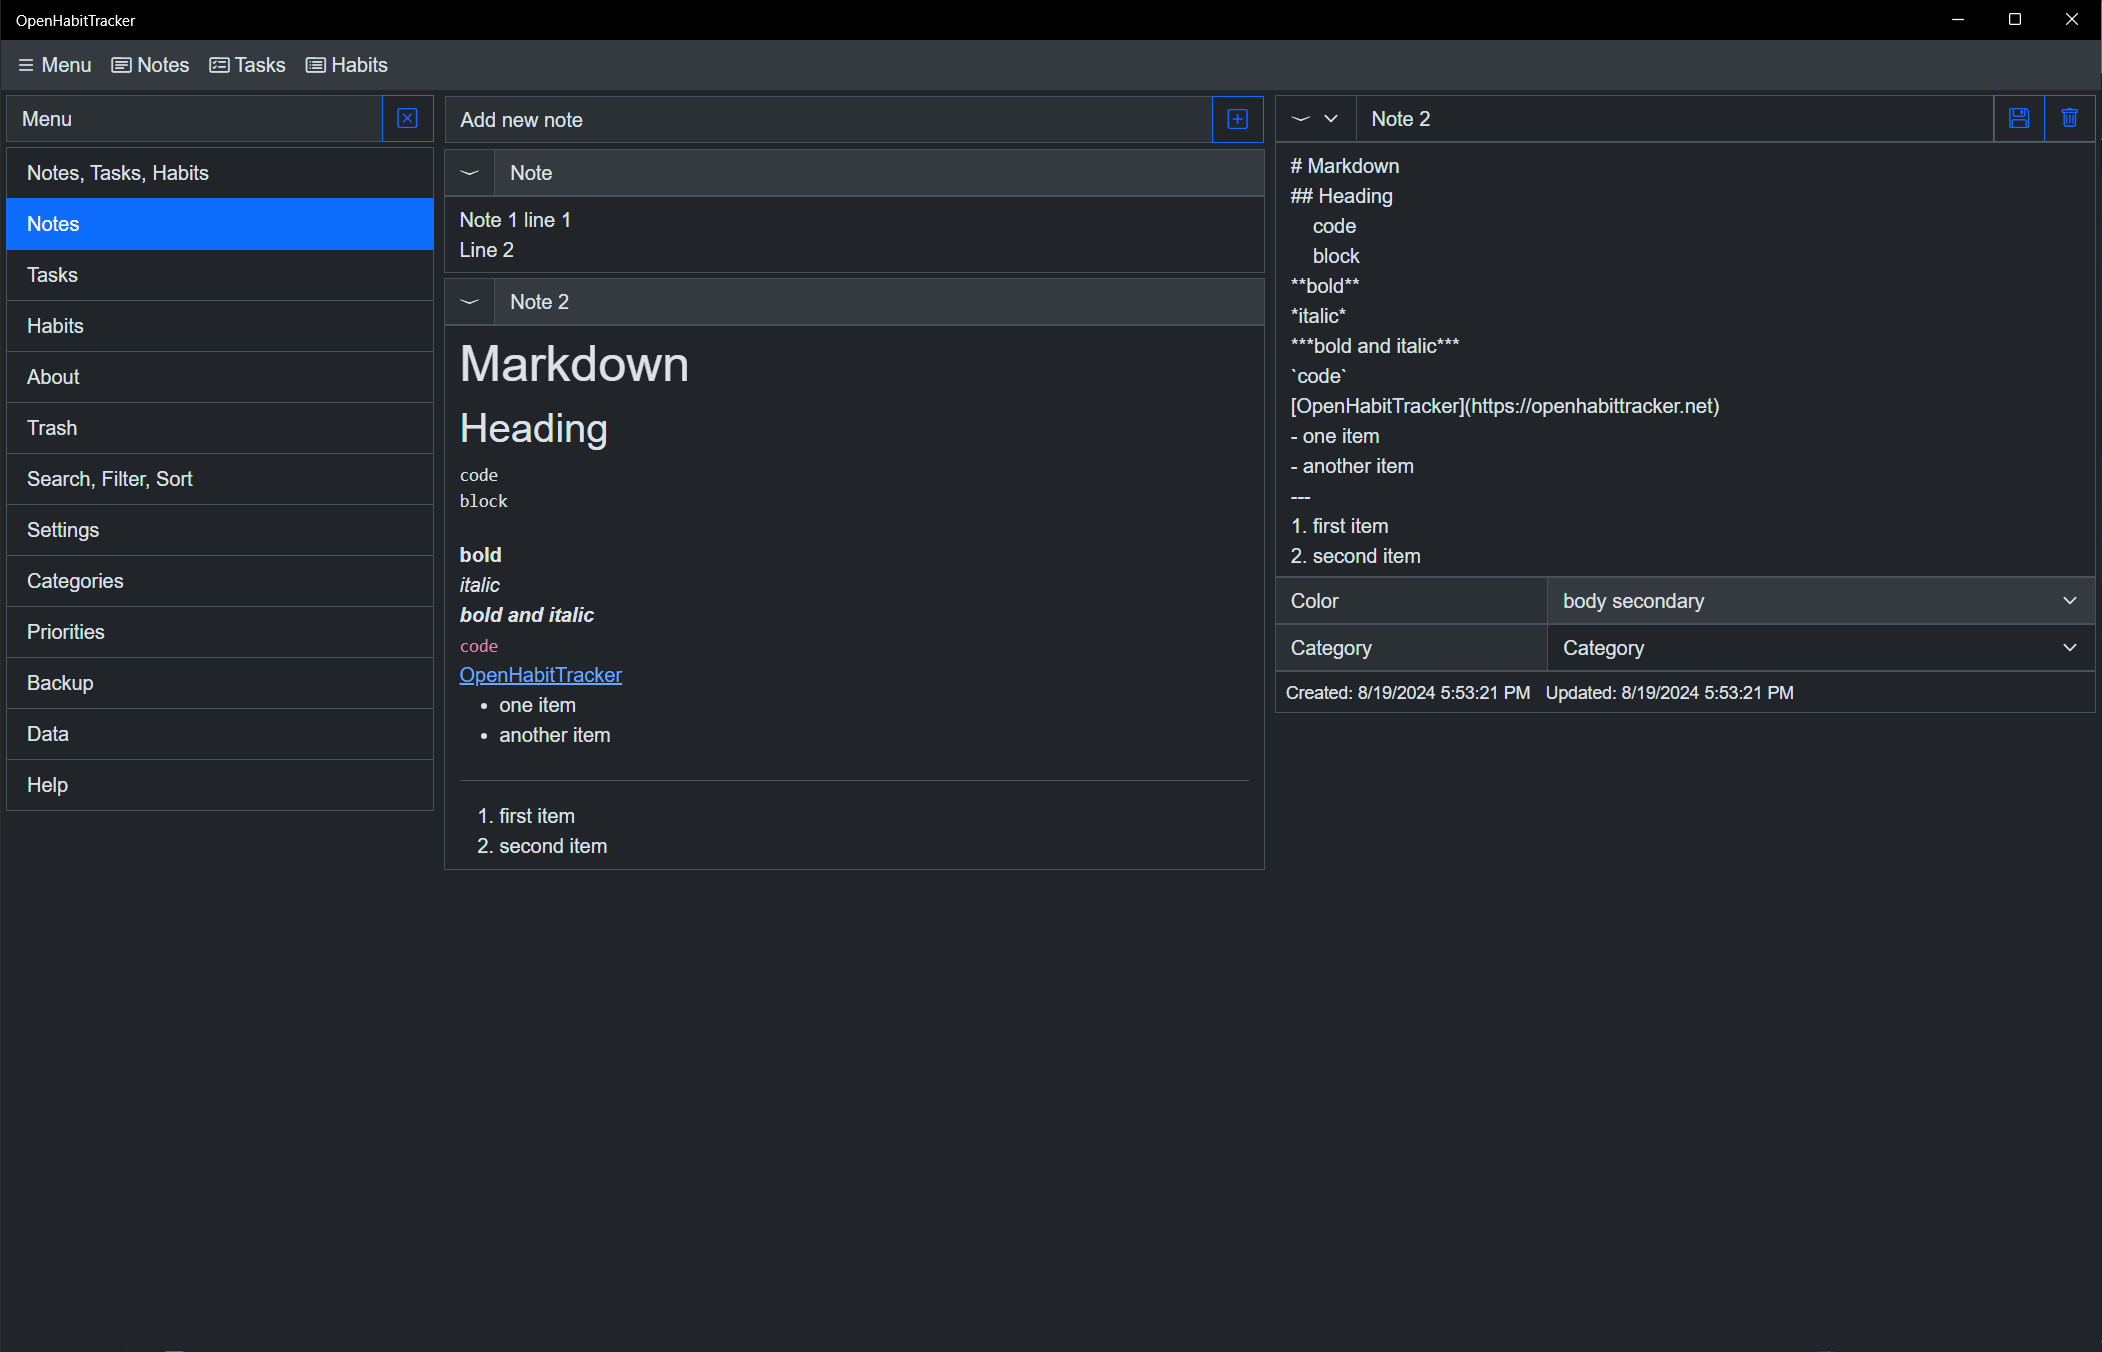 OpenHabitTracker
Menu Notes Tasks Habits
Menu
Notes, Tasks, Habits
Notes
Tasks
Habits
About
Trash
Search, Filter, Sort
Settings
Categories
Priorities
Backup
Data
Help
Add new note
Note
Note 1 line 1
Line 2
Note 2
Markdown
Heading
code
block
bold
italic
bold and italic
code
OpenHabitTracker
• one item
• another item
1. first item
2. second item
Note 2
# Markdown
## Heading
code
block
**bold**
*italic*
***bold and italic***
`code`
[OpenHabitTracker](https://openhabittracker.net)
- one item
- another item
---
1. first item
2. second item
Color body secondary
Category Category
Created: 8/19/2024 5:53:21 PM Updated: 8/19/2024 5:53:21 PM